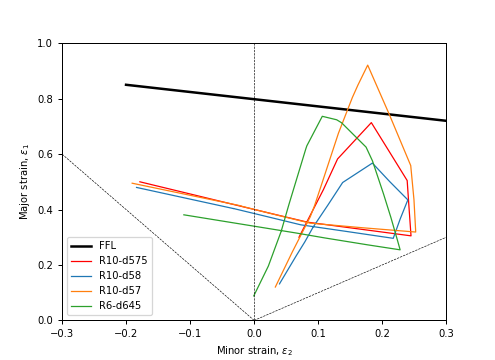 1.0
0.8
0.6
0.4
0.2
0.0
Major strain, ε1
FFL
R10-d575
R10-d58
R10-d57
R6-d645
−0.3 −0.2 −0.1 0.0 0.1 0.2 0.3
Minor strain, ε2